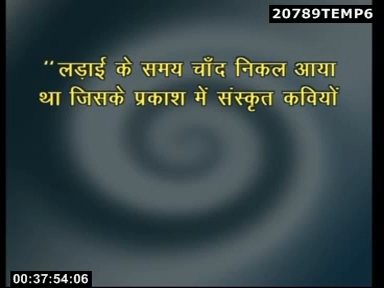 20789TEMP6
“लड़ाई के समय चाँद निकल आया
था जिसके प्रकाश में संस्कृत कवियों
00:37:54:06